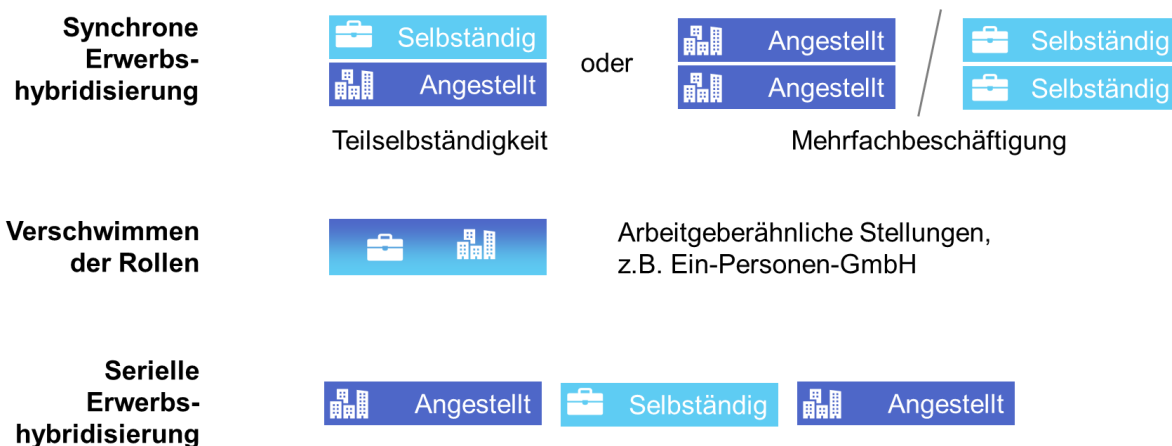 Synchrone
Erwerbs-
hybridisierung
Selbständig
Angestellt
oder
Angestellt
Angestellt
Selbständig
Selbständig
Teilselbständigkeit
Mehrfachbeschäftigung
Verschwimmen
der Rollen
Arbeitgeberähnliche Stellungen,
z.B. Ein-Personen-GmbH
Serielle
Erwerbs-
hybridisierung
Angestellt
Selbständig
Angestellt